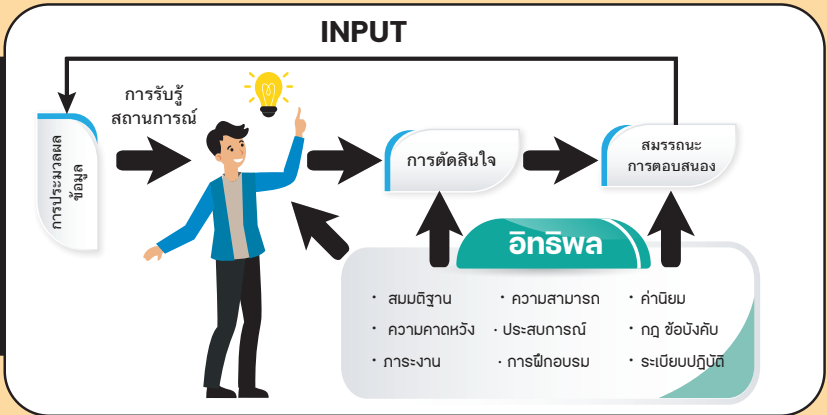 INPUT
การรับรู้
สถานการณ์
การประมวลผล
ข้อมูล
การตัดสินใจ
สมรรถนะ
การตอบสนอง
อิทธิพล
· สมมติฐาน
· ความสามารถ
· ค่านิยม
· ความคาดหวัง
· ประสบการณ์
· กฎ ข้อบังคับ
· ภาระงาน
· การฝึกอบรม
· ระเบียบปฏิบัติ